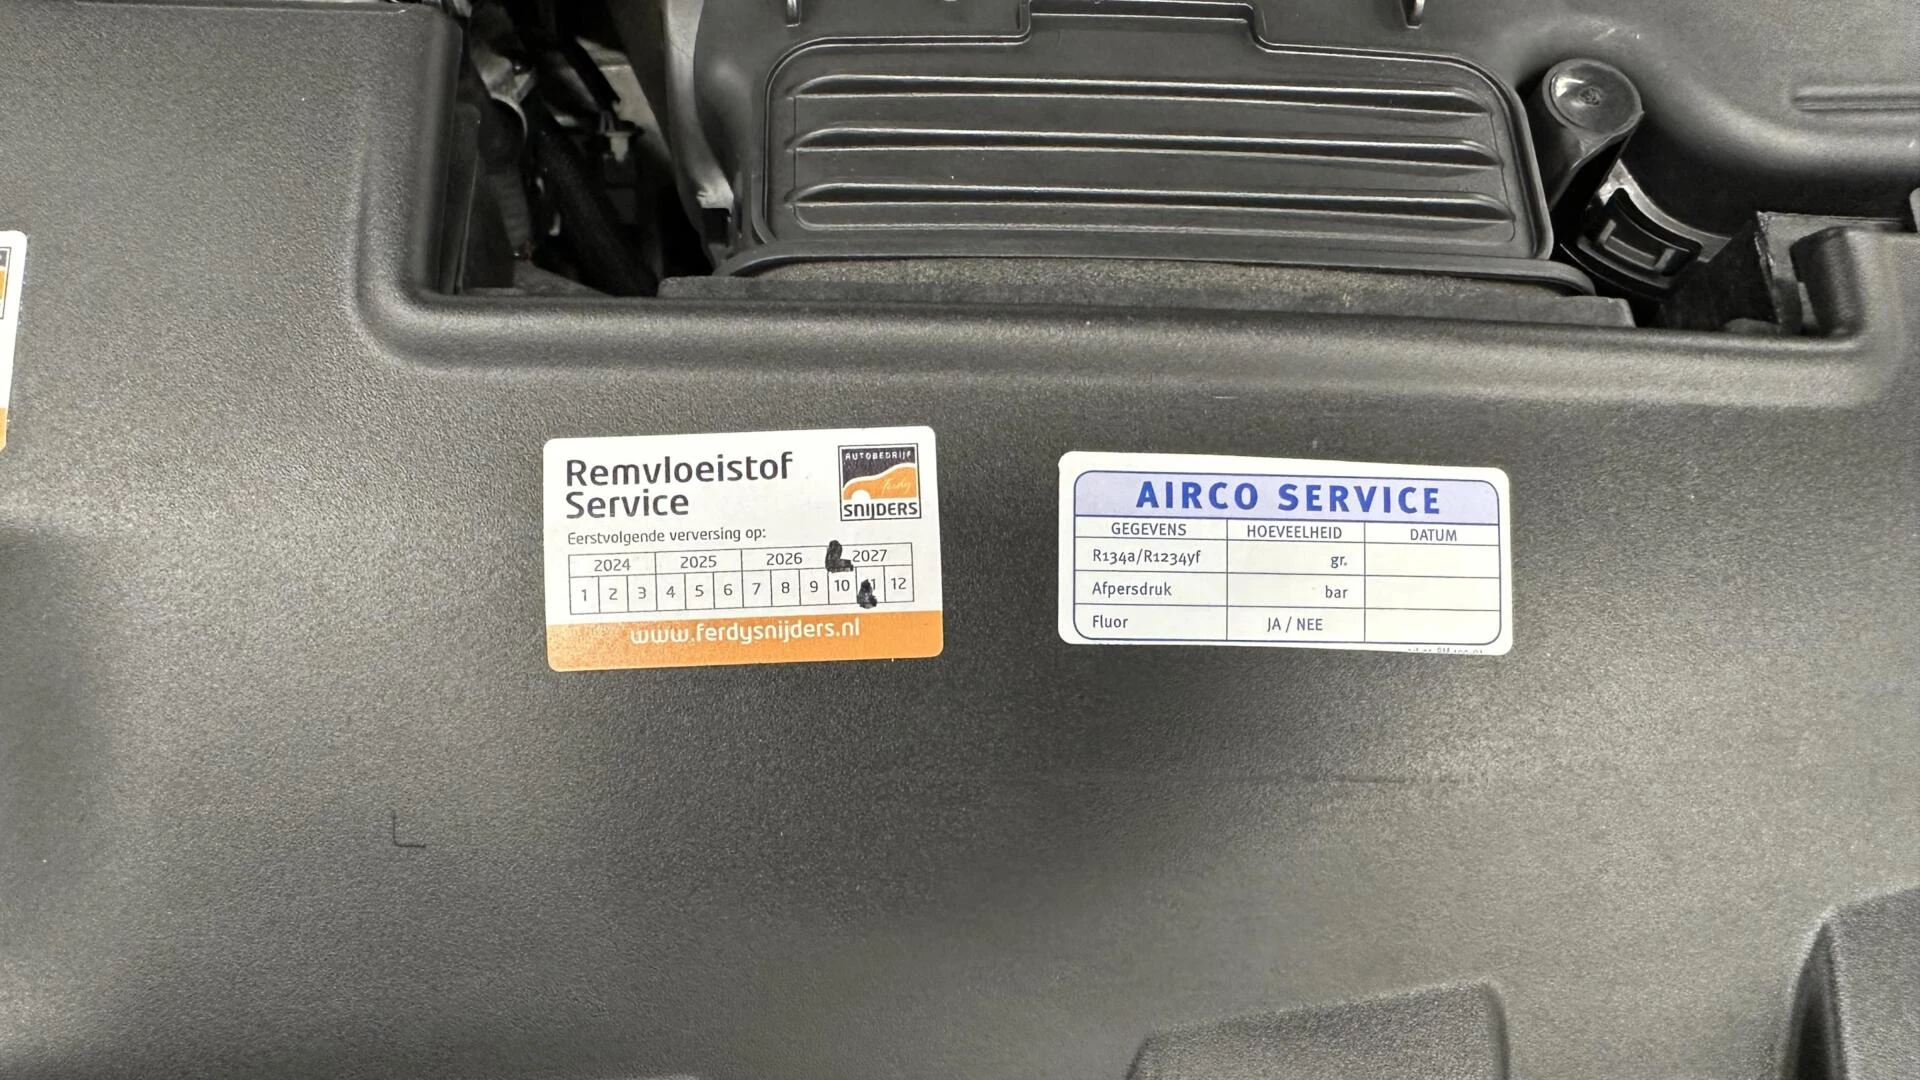 Remvloeistof
Service
AUTOBEDRIJF
Ferdy
SNIJDERS
Eerstvolgende verversing op:
2024 2025 2026 2027
1 2 3 4 5 6 7 8 9 10 11 12
www.ferdysnijders.nl
AIRCO SERVICE
GEGEVENS HOEVEELHEID DATUM
R134a/R1234yf gr.
Afpersdruk bar
Fluor JA / NEE